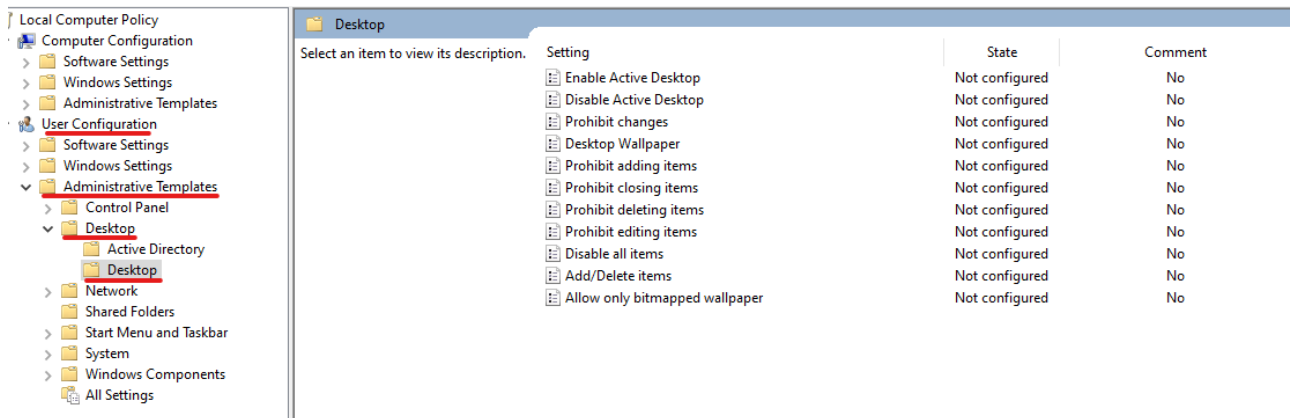 Local Computer Policy
Computer Configuration
Software Settings
Windows Settings
Administrative Templates
User Configuration
Software Settings
Windows Settings
Administrative Templates
Control Panel
Desktop
Active Directory
Desktop
Network
Shared Folders
Start Menu and Taskbar
System
Windows Components
All Settings
Desktop
Select an item to view its description.
Setting State Comment
Enable Active Desktop Not configured No
Disable Active Desktop Not configured No
Prohibit changes Not configured No
Desktop Wallpaper Not configured No
Prohibit adding items Not configured No
Prohibit closing items Not configured No
Prohibit deleting items Not configured No
Prohibit editing items Not configured No
Disable all items Not configured No
Add/Delete items Not configured No
Allow only bitmapped wallpaper Not configured No